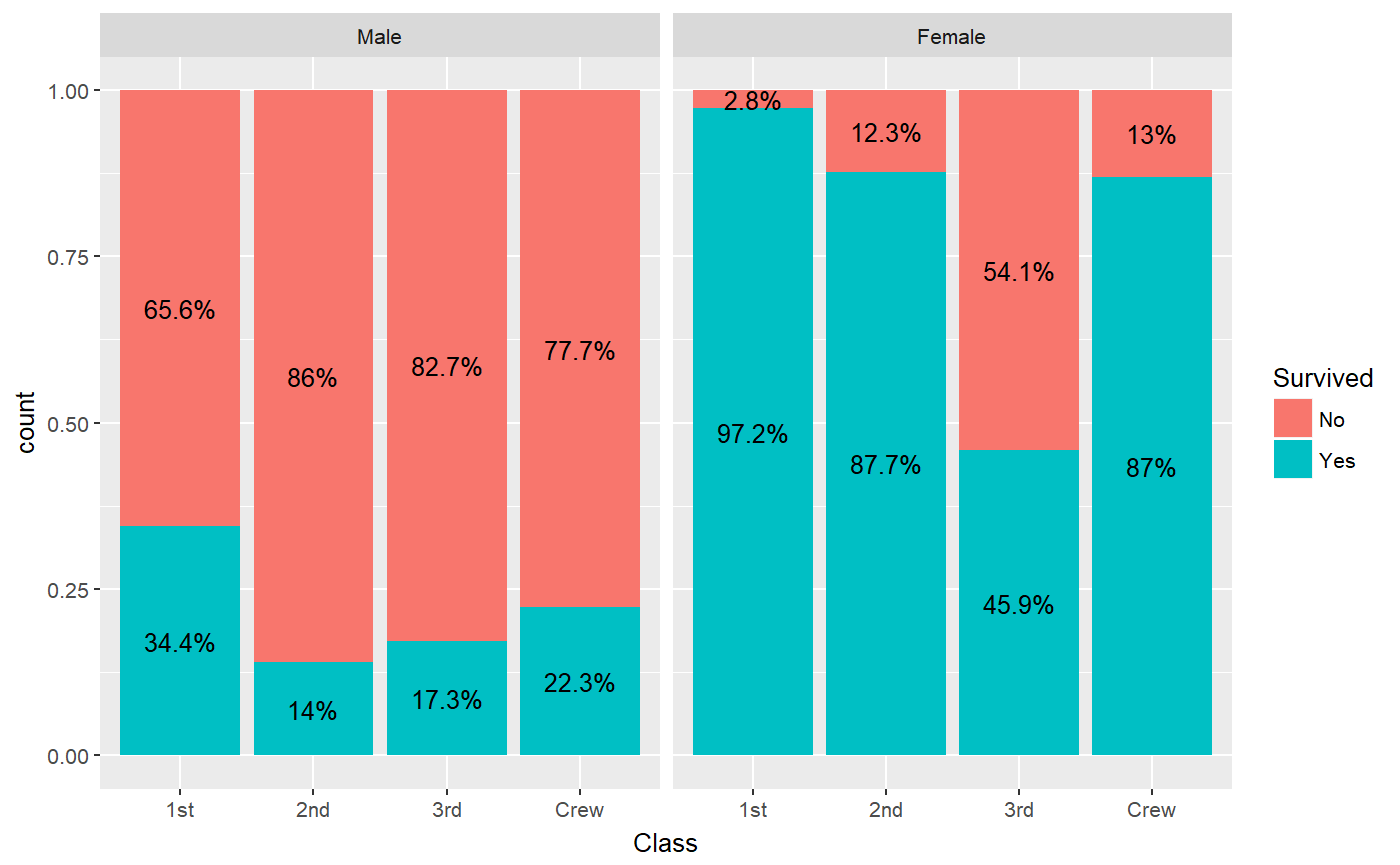 Male
Female
1.00
0.75
0.50
0.25
0.00
count
65.6%
34.4%
86%
14%
82.7%
17.3%
77.7%
22.3%
2.8%
97.2%
12.3%
87.7%
54.1%
45.9%
13%
87%
1st 2nd 3rd Crew
1st 2nd 3rd Crew
Class
Survived
No
Yes